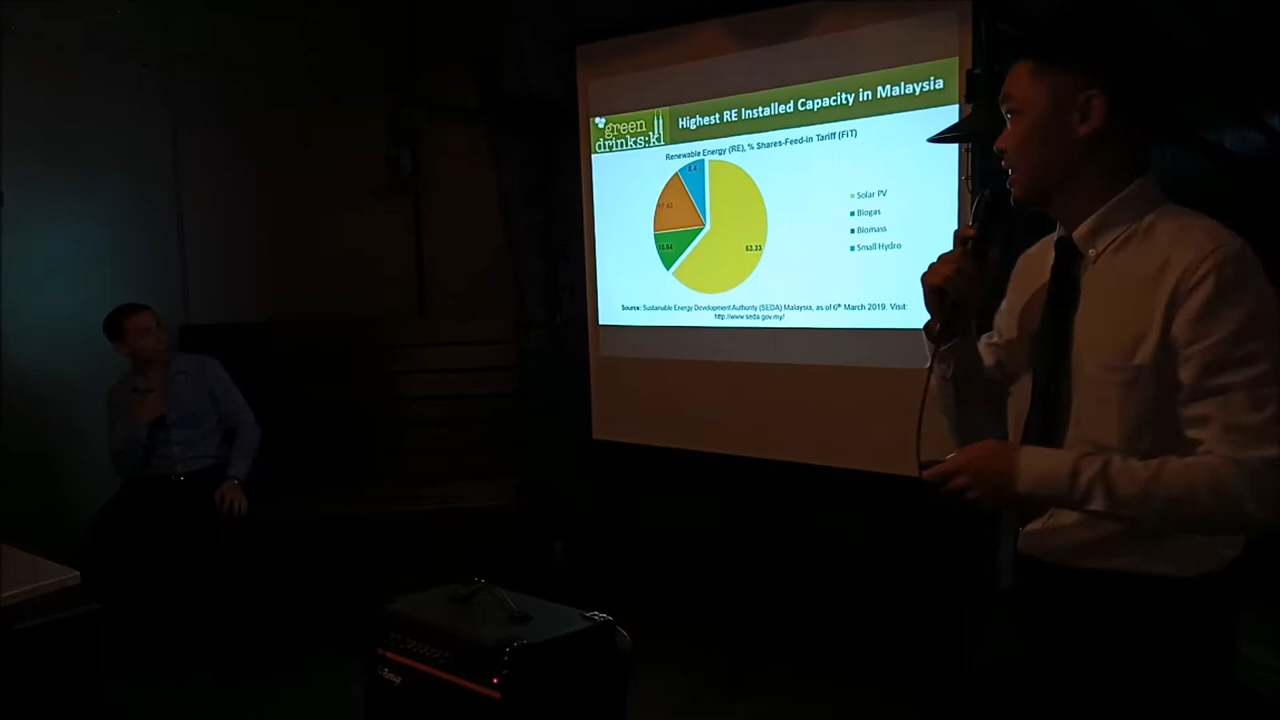 green
drinks:kl
Highest RE Installed Capacity in Malaysia
Renewable Energy (RE), % Shares-Feed-in Tariff (FiT)
63.33
Solar PV
Biogas
Biomass
Small Hydro
Source: Sustainable Energy Development Authority (SEDA) Malaysia, as of 6th March 2019. Visit:
http://www.seda.gov.my/